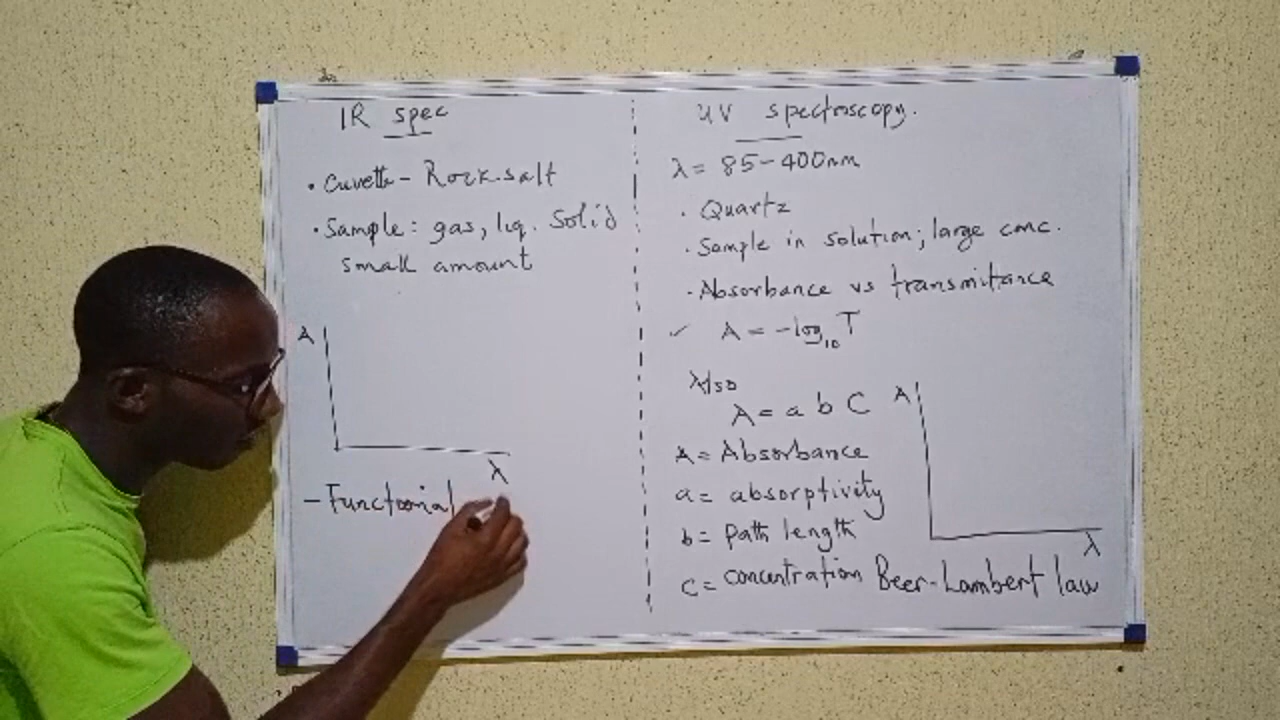 IR spec
• Cuvette - Rock salt
• Sample: gas, liq. Solid
small amount
A
λ
- Functional
UV spectroscopy.
λ = 85-400nm
• Quartz
• Sample in solution; large conc.
• Absorbance vs transmittance
✓ A = -log₁₀T
Also
A = a b C
A = Absorbance
a = absorptivity
b = path length
C = concentration
A
λ
Beer-Lambert law